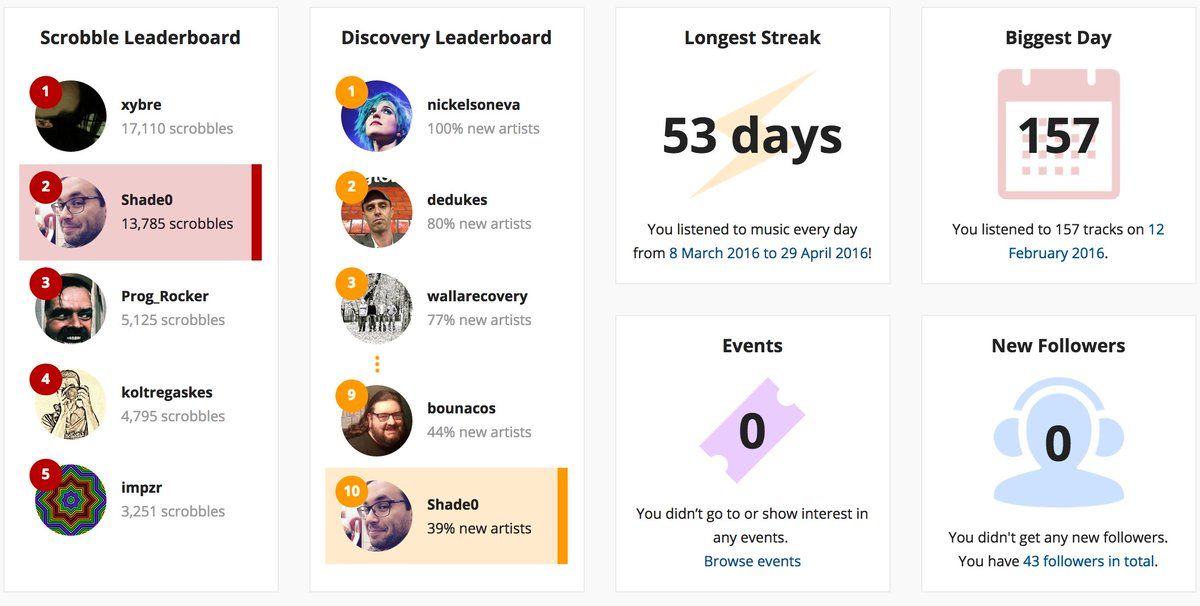 Scrobble Leaderboard
1
xybre
17,110 scrobbles
2
Shade0
13,785 scrobbles
3
Prog_Rocker
5,125 scrobbles
4
koltregaskes
4,795 scrobbles
5
impzr
3,251 scrobbles
Discovery Leaderboard
1
nickelsoneva
100% new artists
2
dedukes
80% new artists
3
wallarecovery
77% new artists
9
bounacos
44% new artists
10
Shade0
39% new artists
Longest Streak
53 days
You listened to music every day
from 8 March 2016 to 29 April 2016!
Biggest Day
157
You listened to 157 tracks on 12
February 2016.
Events
0
You didn’t go to or show interest in
any events.
Browse events
New Followers
0
You didn't get any new followers.
You have 43 followers in total.